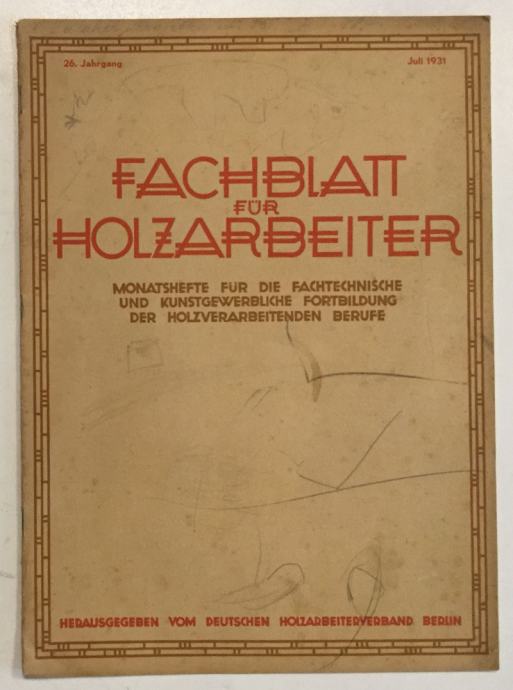 26. Jahrgang
Juli 1931
FACHBLATT
FÜR
HOLZARBEITER
MONATSHEFTE FÜR DIE FACHTECHNISCHE
UND KUNSTGEWERBLICHE FORTBILDUNG
DER HOLZVERARBEITENDEN BERUFE
HERAUSGEGEBEN VOM DEUTSCHEN HOLZARBEITERVERBAND BERLIN